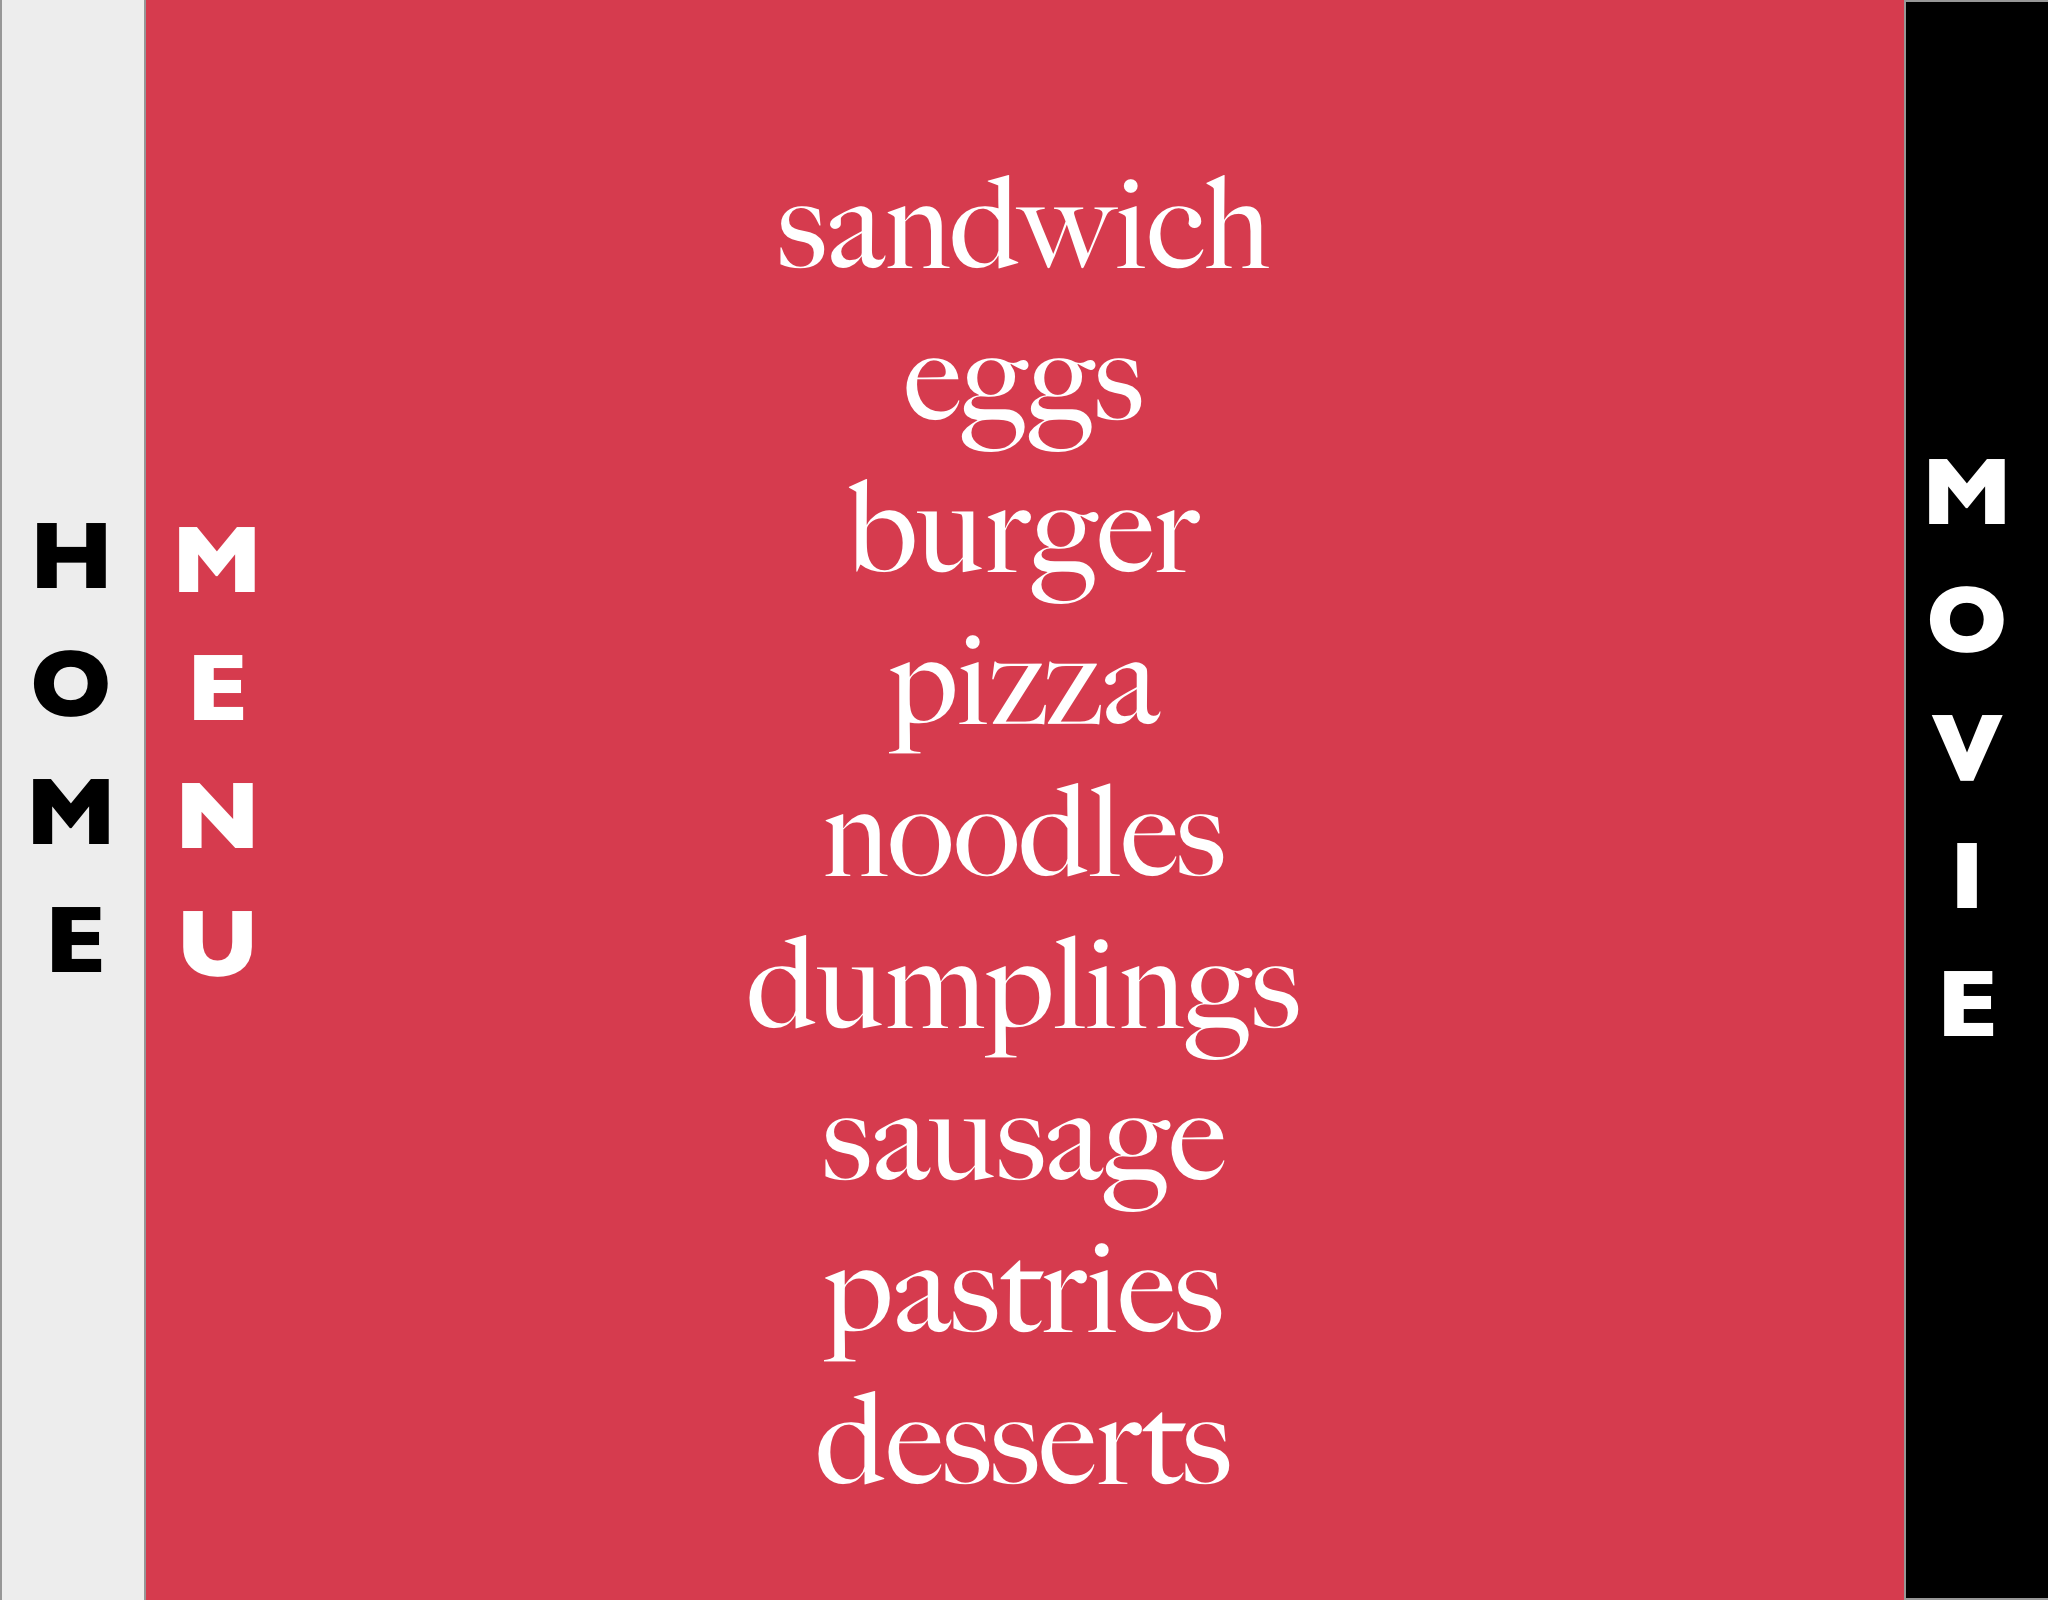 HOME
MENU
sandwich
eggs
burger
pizza
noodles
dumplings
sausage
pastries
desserts
MOVIE